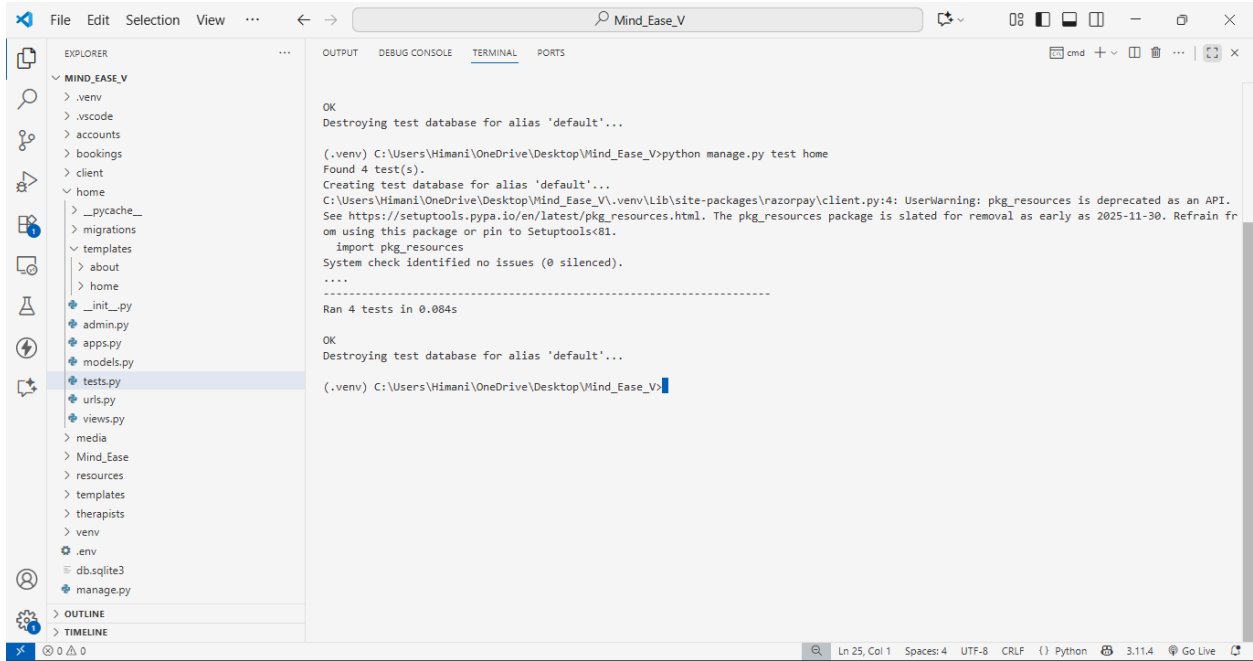 File Edit Selection View ··· Mind_Ease_V
EXPLORER ···
MIND_EASE_V
.venv
.vscode
accounts
bookings
client
home
__pycache__
migrations
templates
about
home
__init__.py
admin.py
apps.py
models.py
tests.py
urls.py
views.py
media
Mind_Ease
resources
templates
therapists
venv
.env
db.sqlite3
manage.py
OUTLINE
TIMELINE
OUTPUT DEBUG CONSOLE TERMINAL PORTS cmd
OK
Destroying test database for alias 'default'...
(.venv) C:\Users\Himani\OneDrive\Desktop\Mind_Ease_V>python manage.py test home
Found 4 test(s).
Creating test database for alias 'default'...
C:\Users\Himani\OneDrive\Desktop\Mind_Ease_V\.venv\Lib\site-packages\razorpay\client.py:4: UserWarning: pkg_resources is deprecated as an API.
See https://setuptools.pypa.io/en/latest/pkg_resources.html. The pkg_resources package is slated for removal as early as 2025-11-30. Refrain fr
om using this package or pin to Setuptools<81.
import pkg_resources
System check identified no issues (0 silenced).
....
----------------------------------------------------------------------
Ran 4 tests in 0.084s
OK
Destroying test database for alias 'default'...
(.venv) C:\Users\Himani\OneDrive\Desktop\Mind_Ease_V>
1
1
0 0 Ln 25, Col 1 Spaces: 4 UTF-8 CRLF {} Python 3.11.4 Go Live